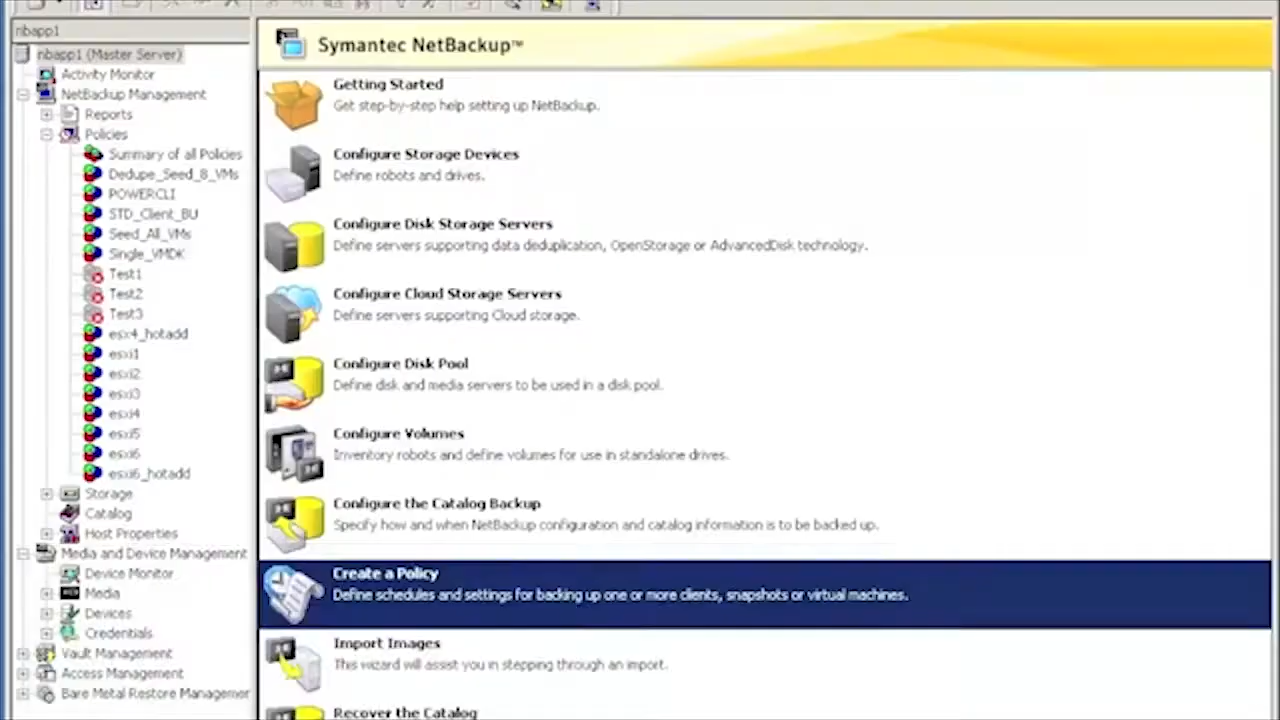 nbapp1
nbapp1 (Master Server)
Activity Monitor
NetBackup Management
Reports
Policies
Summary of all Policies
Dedupe_Seed_8_VMs
POWERCLI
STD_Client_BU
Seed_All_VMs
Single_VMDK
Test1
Test2
Test3
esx4_hotadd
esxi1
esxi2
esxi3
esxi4
esxi5
esxi6
esxi6_hotadd
Storage
Catalog
Host Properties
Media and Device Management
Device Monitor
Media
Devices
Credentials
Vault Management
Access Management
Bare Metal Restore Managemer
Symantec NetBackup™
Getting Started
Get step-by-step help setting up NetBackup.
Configure Storage Devices
Define robots and drives.
Configure Disk Storage Servers
Define servers supporting data deduplication, OpenStorage or AdvancedDisk technology.
Configure Cloud Storage Servers
Define servers supporting Cloud storage.
Configure Disk Pool
Define disk and media servers to be used in a disk pool.
Configure Volumes
Inventory robots and define volumes for use in standalone drives.
Configure the Catalog Backup
Specify how and when NetBackup configuration and catalog information is to be backed up.
Create a Policy
Define schedules and settings for backing up one or more clients, snapshots or virtual machines.
Import Images
This wizard will assist you in stepping through an import.
Recover the Catalog